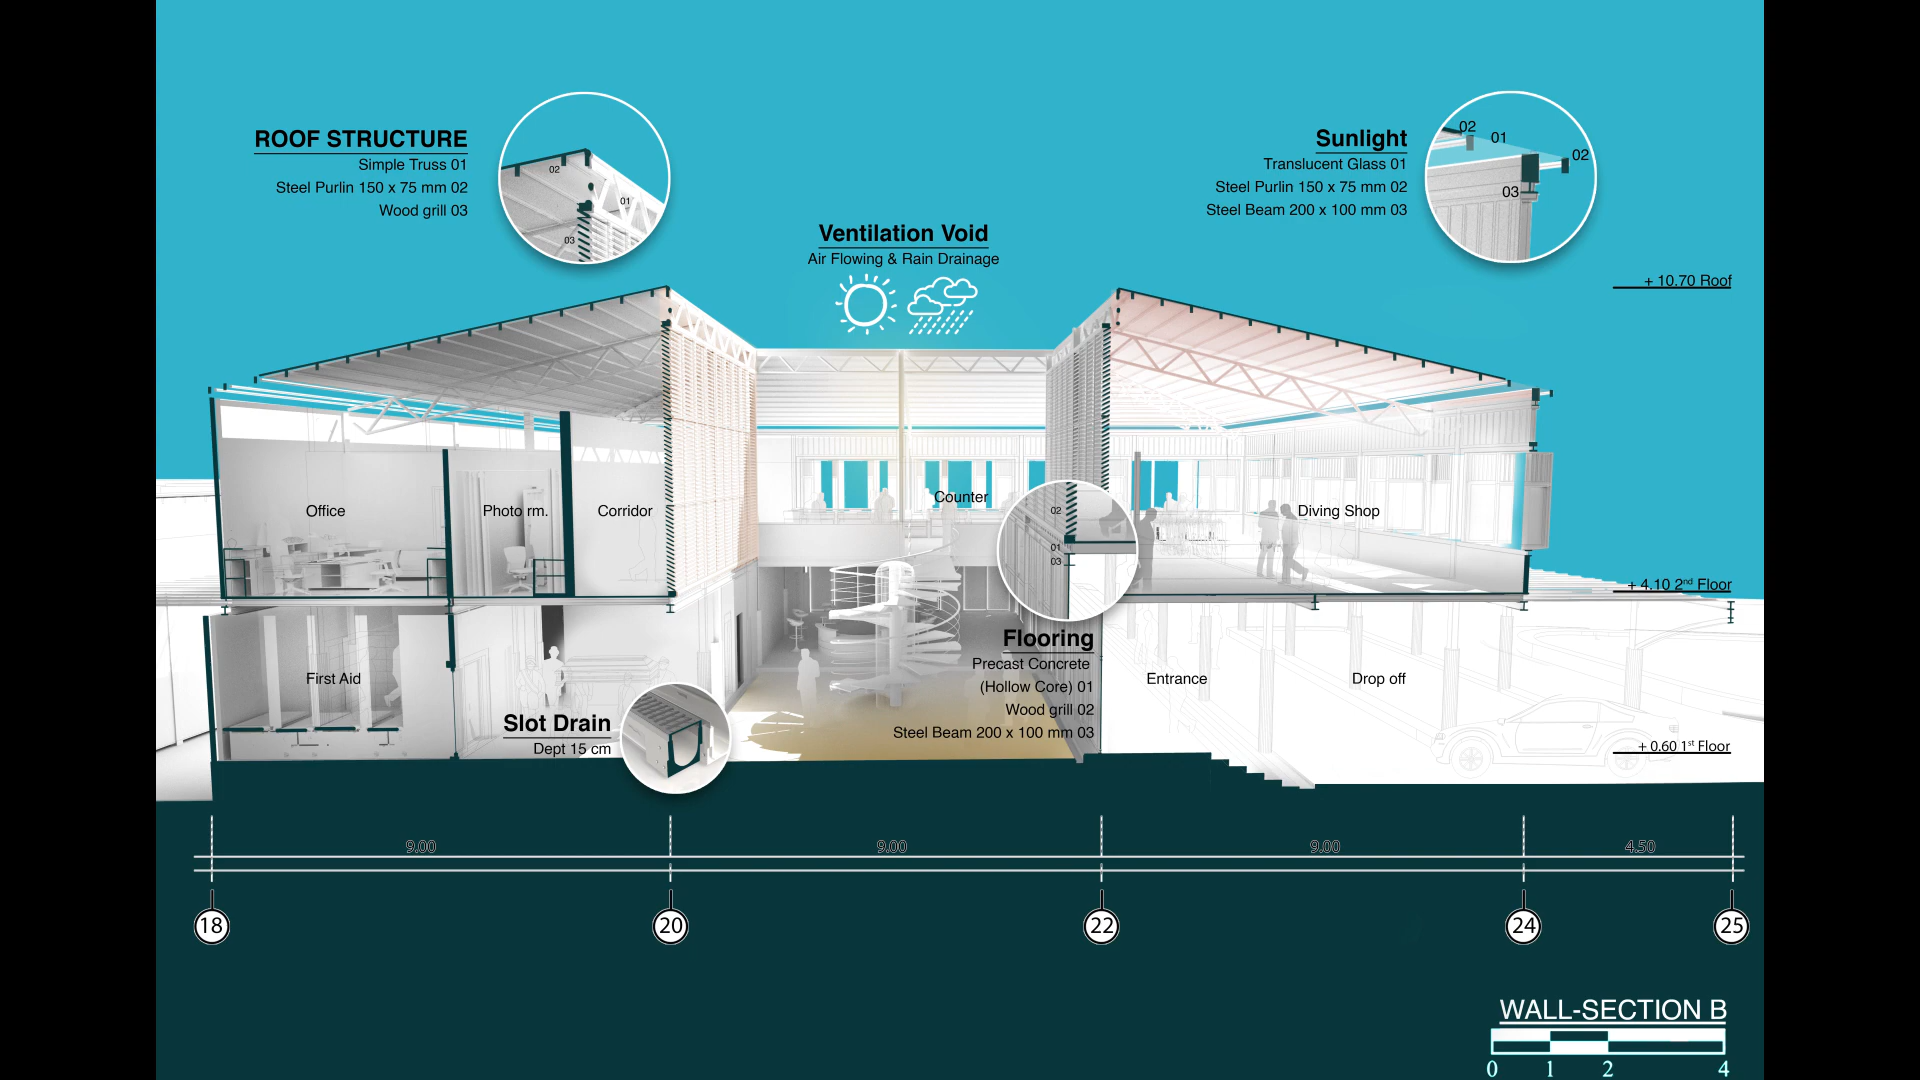 ROOF STRUCTURE
Simple Truss 01
Steel Purlin 150 x 75 mm 02
Wood grill 03
02
01
03
Ventilation Void
Air Flowing & Rain Drainage
Sunlight
Translucent Glass 01
Steel Purlin 150 x 75 mm 02
Steel Beam 200 x 100 mm 03
02
01
02
03
+ 10.70 Roof
Office
Photo rm.
Corridor
Counter
Diving Shop
02
01
03
+ 4.10 2nd Floor
Flooring
Precast Concrete
(Hollow Core) 01
Wood grill 02
Steel Beam 200 x 100 mm 03
First Aid
Entrance
Drop off
Slot Drain
Dept 15 cm
+ 0.60 1st Floor
9.00
9.00
9.00
4.50
18
20
22
24
25
WALL-SECTION B
0 1 2 4